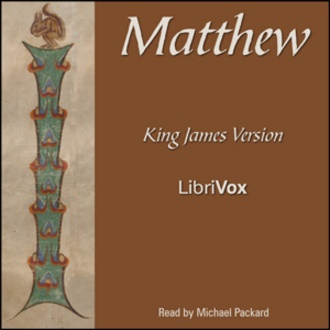 Matthew
King James Version
LibriVox
Read by Michael Packard